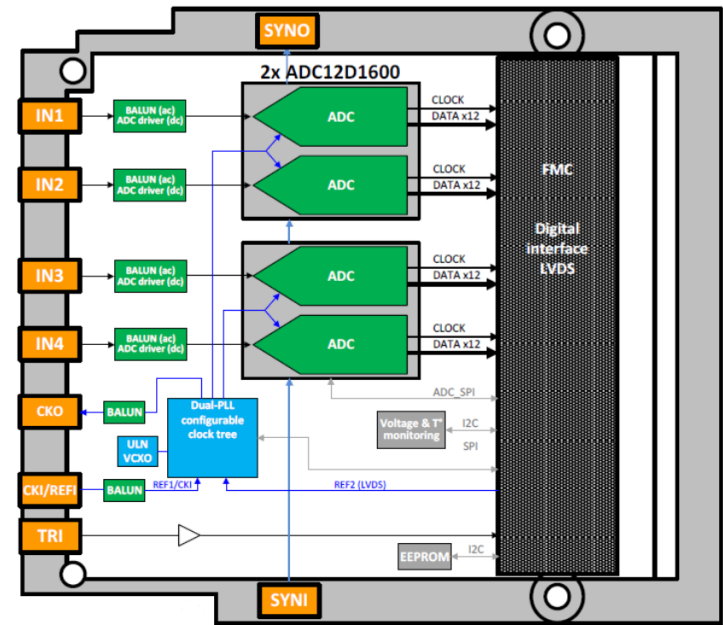 SYNO
2x ADC12D1600
IN1
BALUN (ac)
ADC driver (dc)
ADC
CLOCK
DATA x12
IN2
BALUN (ac)
ADC driver (dc)
ADC
CLOCK
DATA x12
FMC
Digital
interface
LVDS
IN3
BALUN (ac)
ADC driver (dc)
ADC
CLOCK
DATA x12
IN4
BALUN (ac)
ADC driver (dc)
ADC
CLOCK
DATA x12
ADC_SPI
CKO
BALUN
Dual-PLL
configurable
clock tree
Voltage & T°
monitoring
I2C
SPI
ULN
VCXO
CKI/REFI
BALUN
REF1/CKI
REF2 (LVDS)
TRI
EEPROM
I2C
SYNI